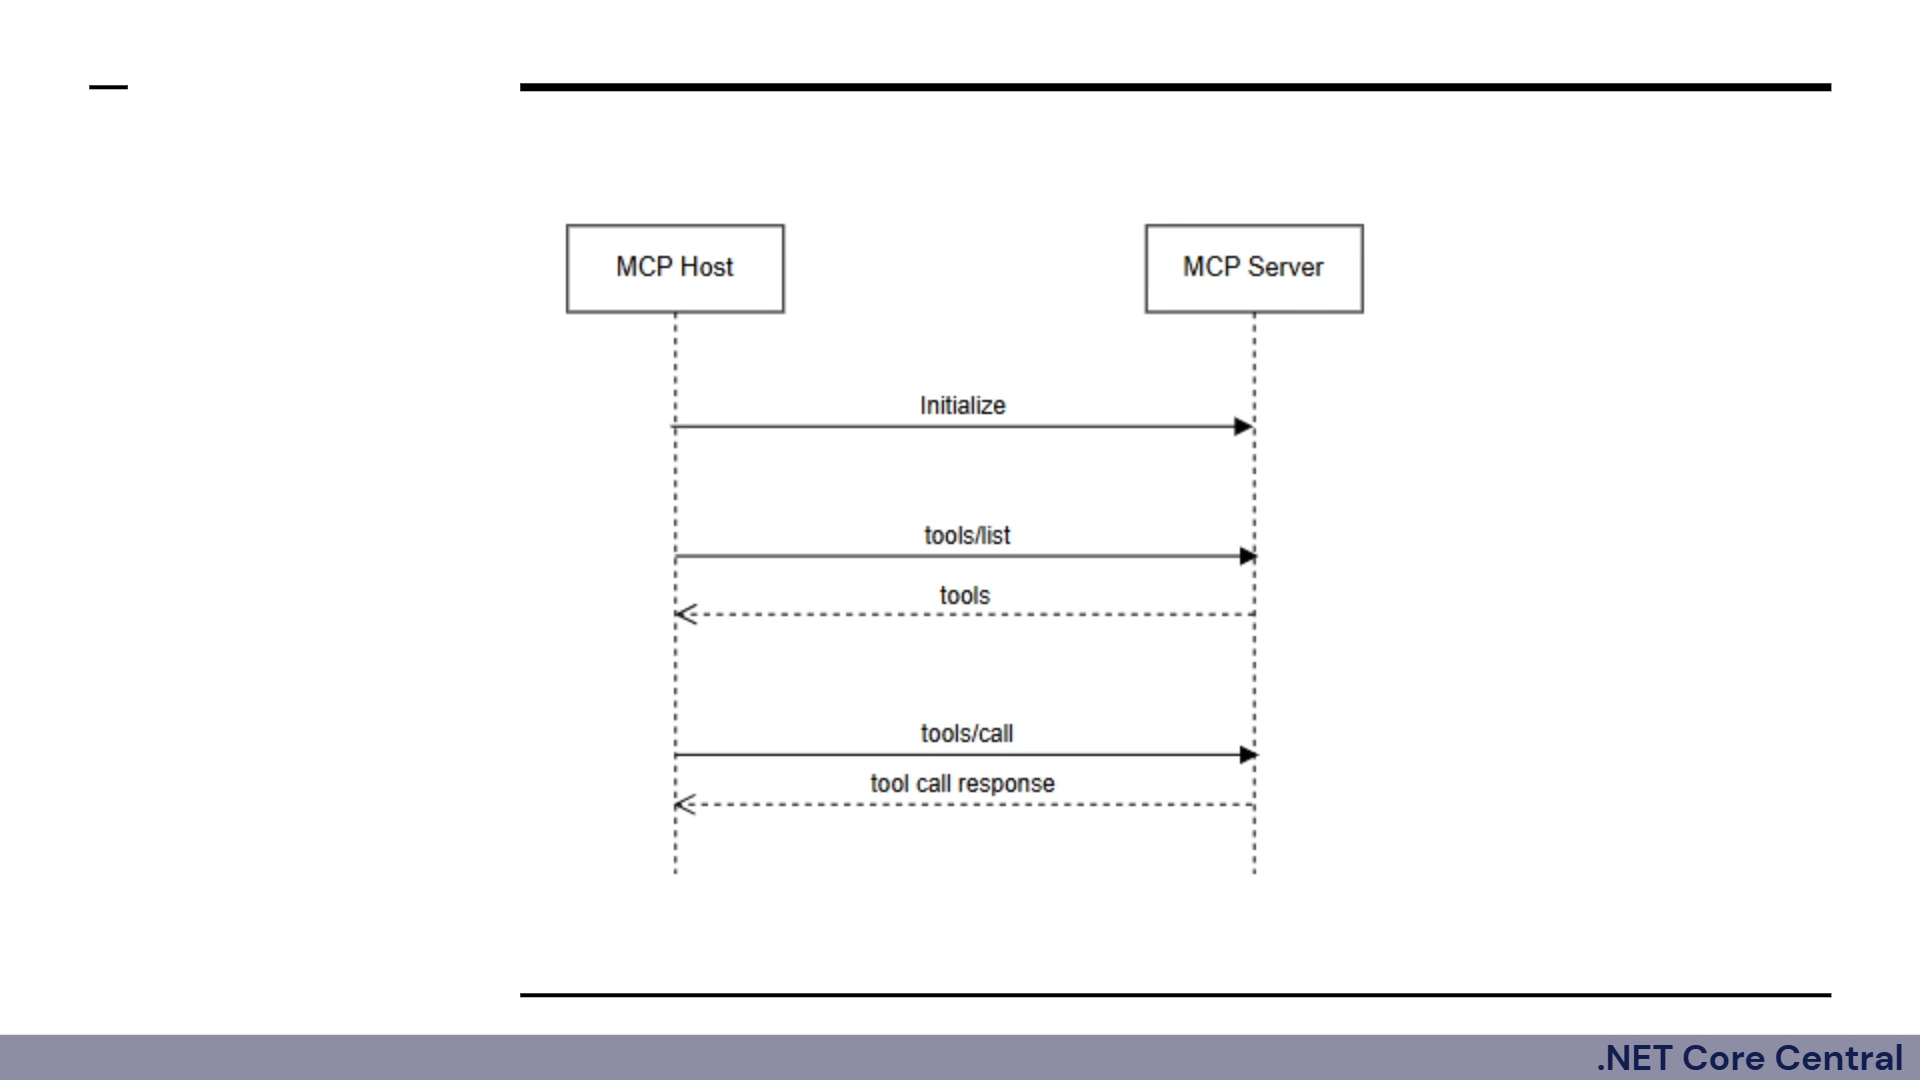 MCP Host
MCP Server
Initialize
tools/list
tools
tools/call
tool call response
.NET Core Central